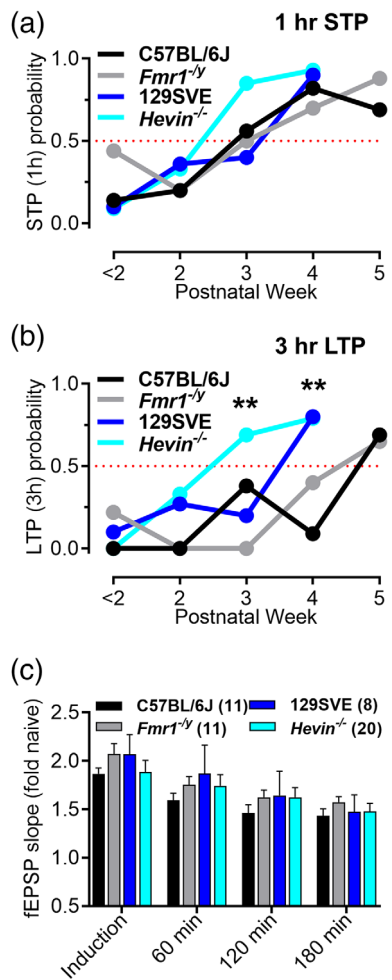 (a)
1 hr STP
C57BL/6J
Fmr1-/y
129SVE
Hevin-/-
STP (1h) probability
1.0
0.5
0.0
<2 2 3 4 5
Postnatal Week
(b)
3 hr LTP
C57BL/6J
Fmr1-/y
129SVE
Hevin-/-
** **
LTP (3h) probability
1.0
0.5
0.0
<2 2 3 4 5
Postnatal Week
(c)
C57BL/6J (11) 129SVE (8)
Fmr1-/y (11) Hevin-/- (20)
fEPSP slope (fold naive)
2.5
2.0
1.5
1.0
0.5
Induction 60 min 120 min 180 min